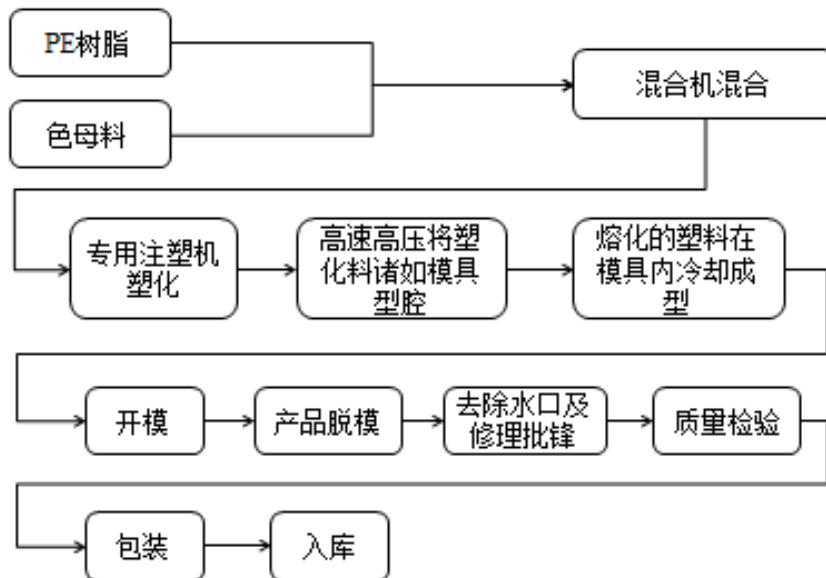 PE树脂
色母料
混合机混合
专用注塑机
塑化
高速高压将塑
化料诸如模具
型腔
熔化的塑料在
模具内冷却成
型
开模
产品脱模
去除水口及
修理批锋
质量检验
包装
入库